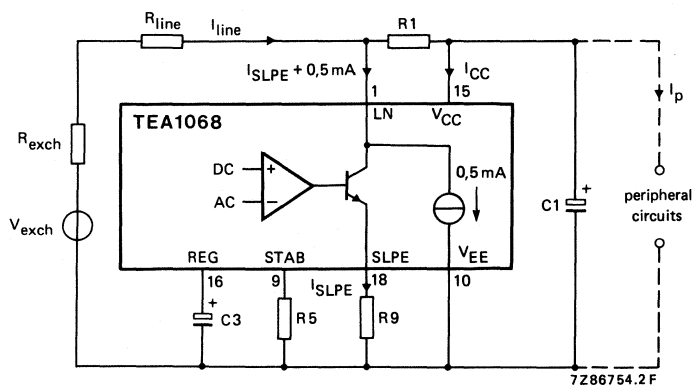 Rline
Iline
R1
ISLPE + 0,5 mA
ICC
1
15
Ip
TEA1068
LN
VCC
Rexch
DC
+
0,5 mA
AC
−
+
C1
peripheral
circuits
Vexch
REG
STAB
SLPE
VEE
16
9
ISLPE
18
10
+
C3
R5
R9
7Z86754.2F